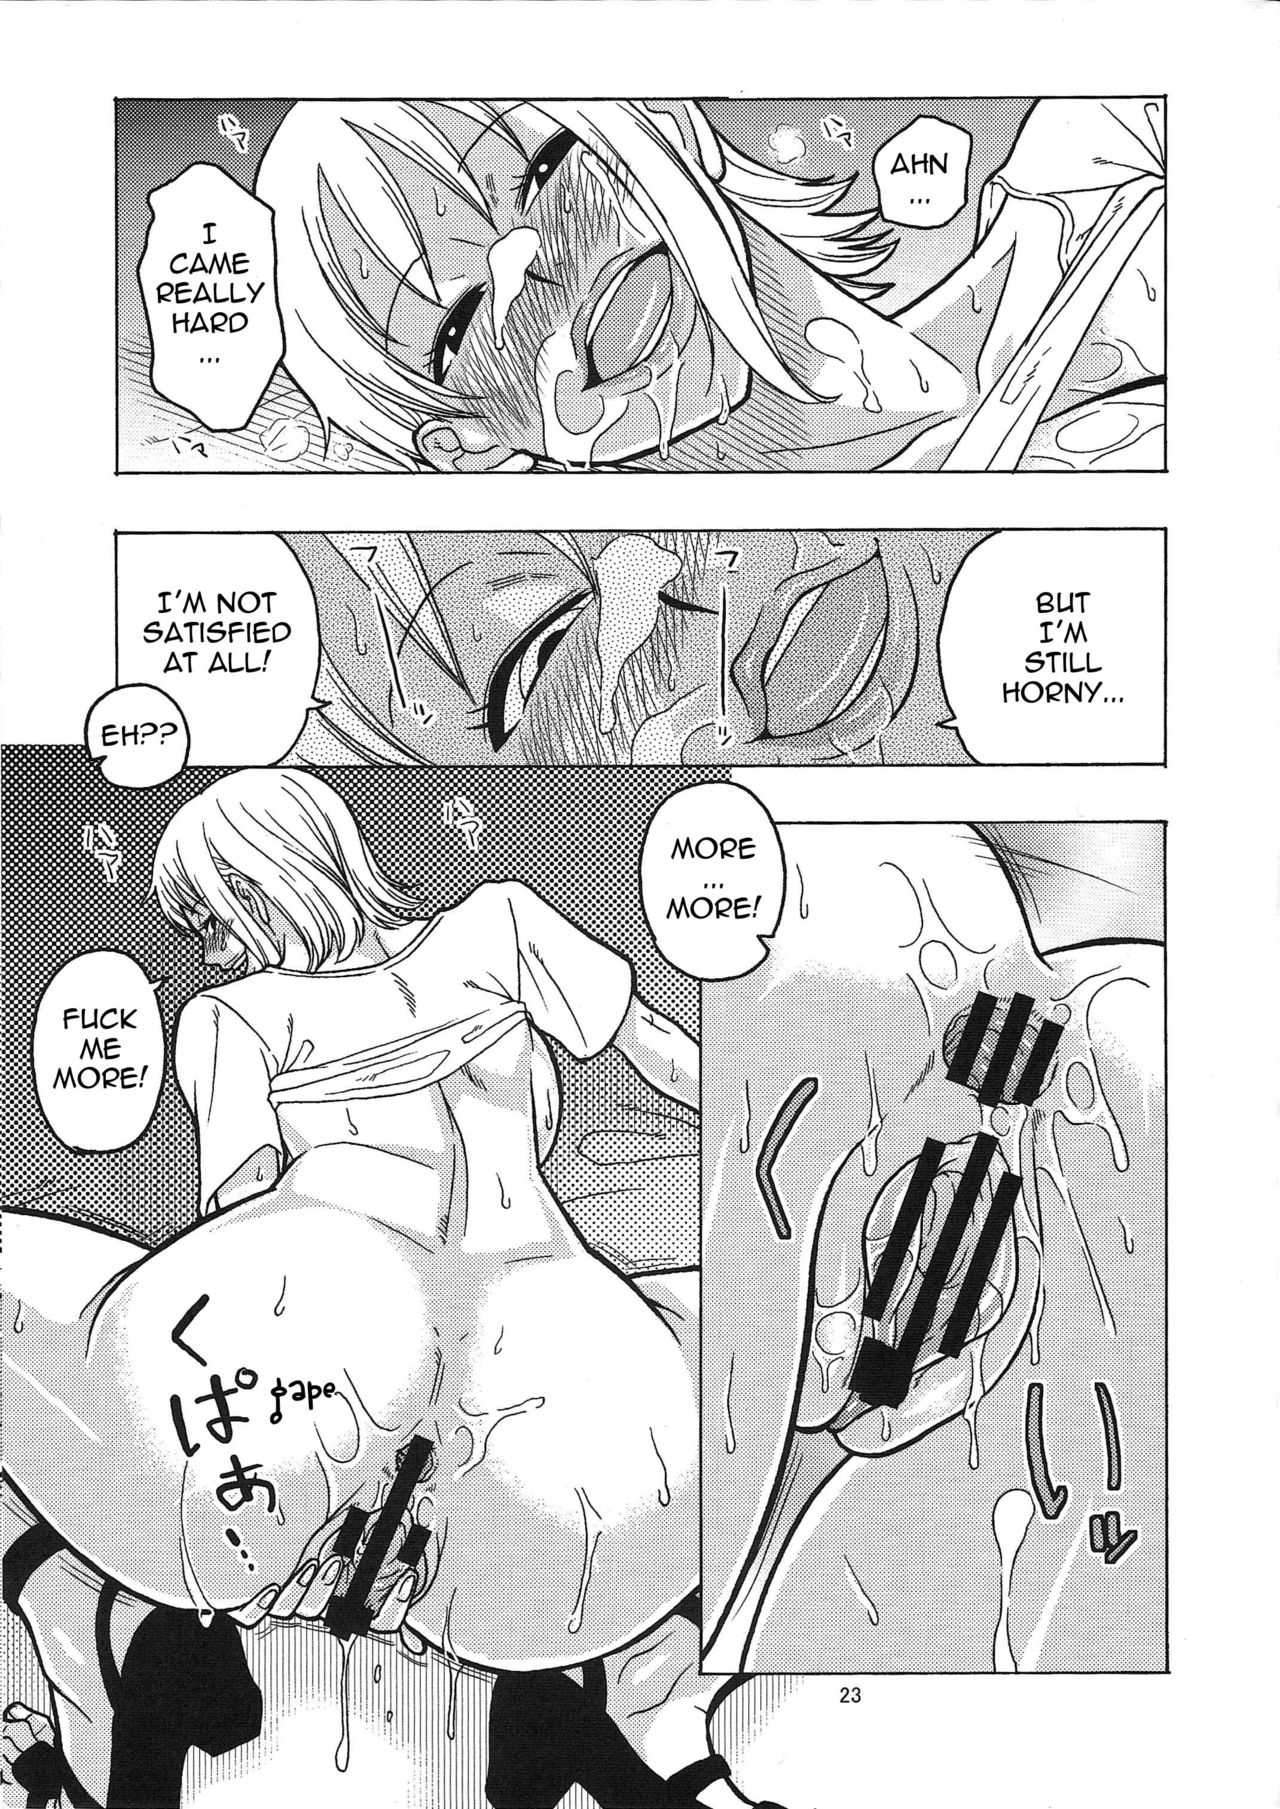 AHN
...
I
CAME
REALLY
HARD
...
BUT
I'M
STILL
HORNY...
I'M NOT
SATISFIED
AT ALL!
EH??
MORE
...
MORE!
FUCK
ME
MORE!
くぱぁ...
gape
23